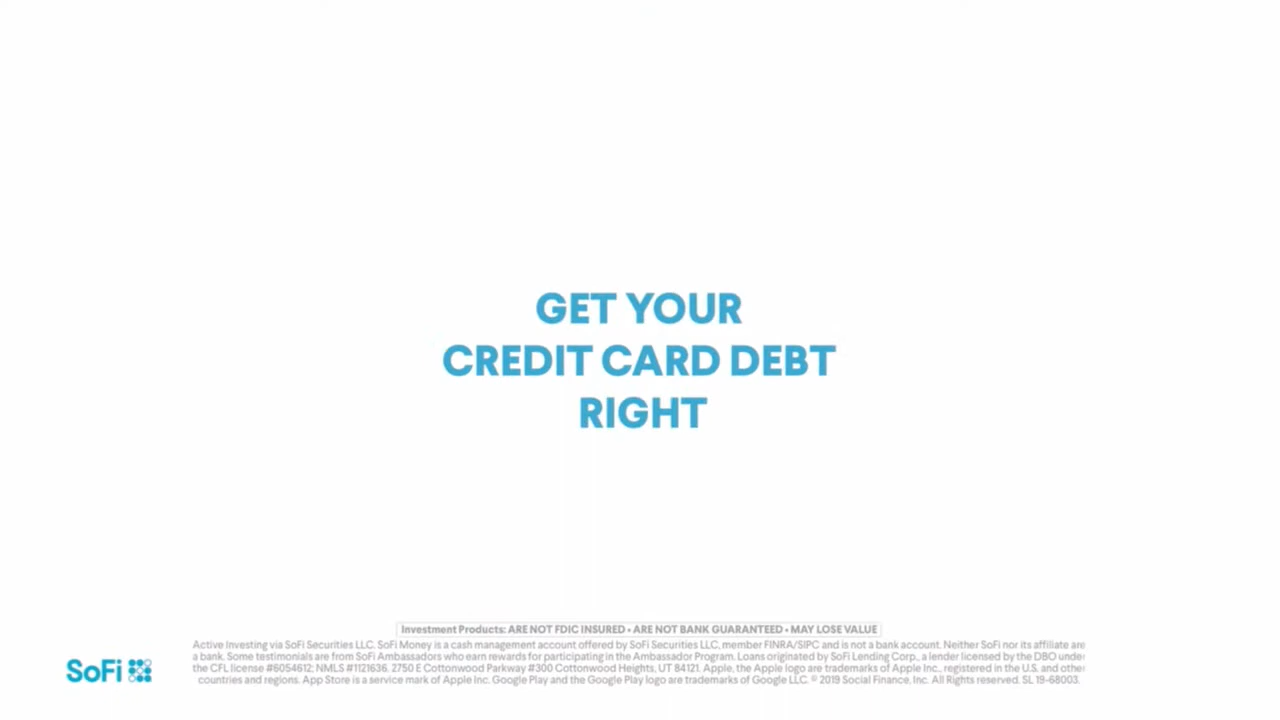 GET YOUR
CREDIT CARD DEBT
RIGHT
Investment Products: ARE NOT FDIC INSURED • ARE NOT BANK GUARANTEED • MAY LOSE VALUE
Active Investing via SoFi Securities LLC. SoFi Money is a cash management account offered by SoFi Securities LLC, member FINRA/SIPC and is not a bank account. Neither SoFi nor its affiliate are
a bank. Some testimonials are from SoFi Ambassadors who earn rewards for participating in the Ambassador Program. Loans originated by SoFi Lending Corp., a lender licensed by the DBO under
the CFL license #6054612; NMLS #1121636. 2750 E Cottonwood Parkway #300 Cottonwood Heights, UT 84121. Apple, the Apple logo are trademarks of Apple Inc., registered in the U.S. and other
countries and regions. App Store is a service mark of Apple Inc. Google Play and the Google Play logo are trademarks of Google LLC. © 2019 Social Finance, Inc. All Rights reserved. SL 19-68003.
SoFi